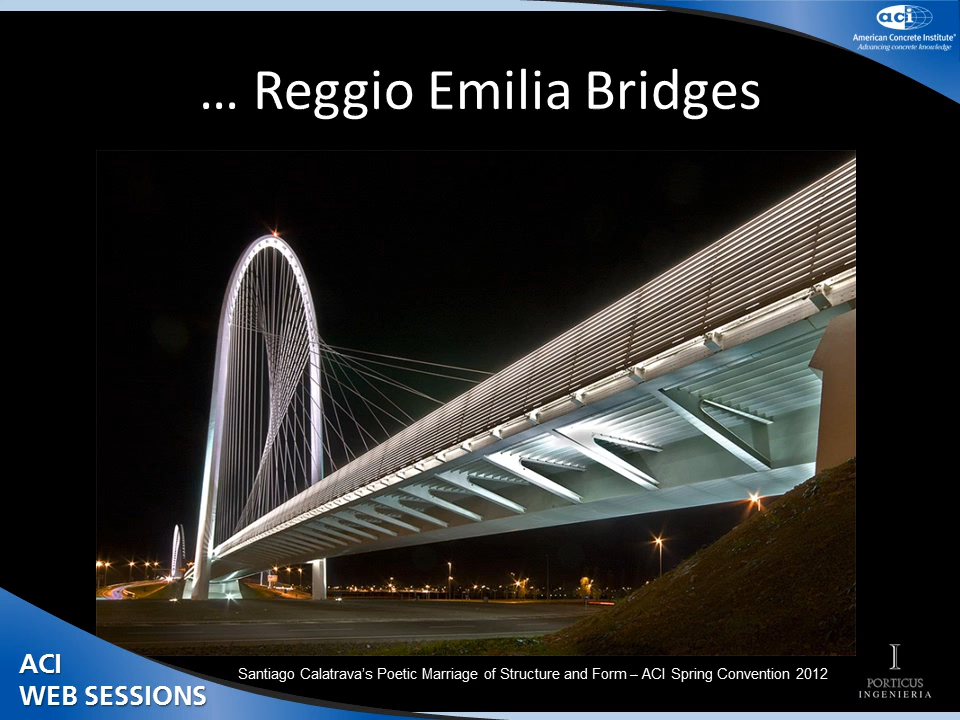 aci
American Concrete Institute®
Advancing concrete knowledge
... Reggio Emilia Bridges
ACI
WEB SESSIONS
Santiago Calatrava's Poetic Marriage of Structure and Form – ACI Spring Convention 2012
PORTICUS
INGENIERIA